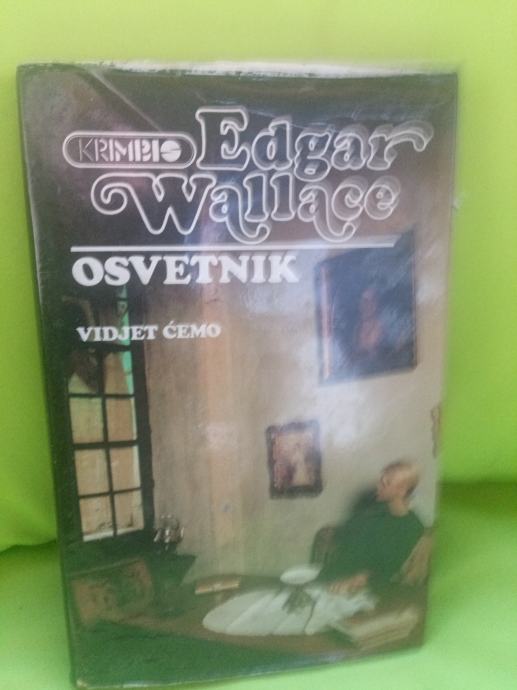 KRIMBIS
Edgar
Wallace
OSVETNIK
VIDJET ĆEMO